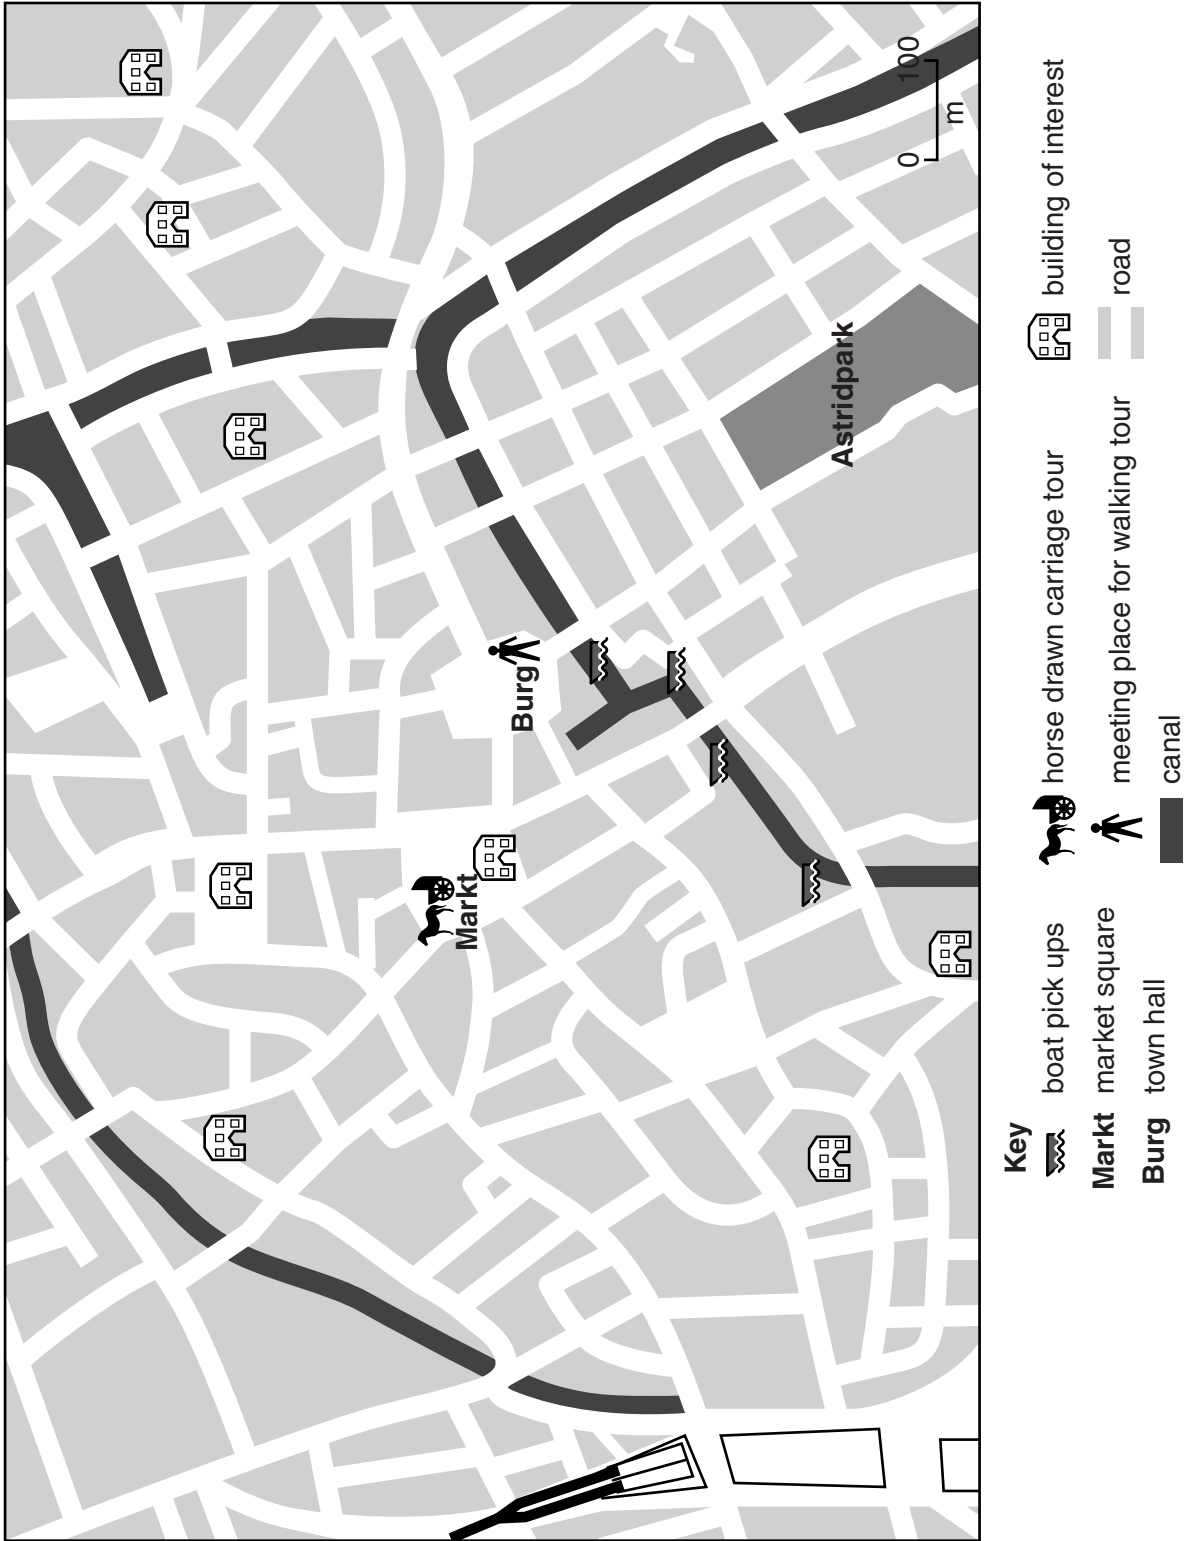 Burg
Markt
Astridpark
0 100
m
Key
boat pick ups
Markt market square
Burg town hall
horse drawn carriage tour
meeting place for walking tour
canal
building of interest
road